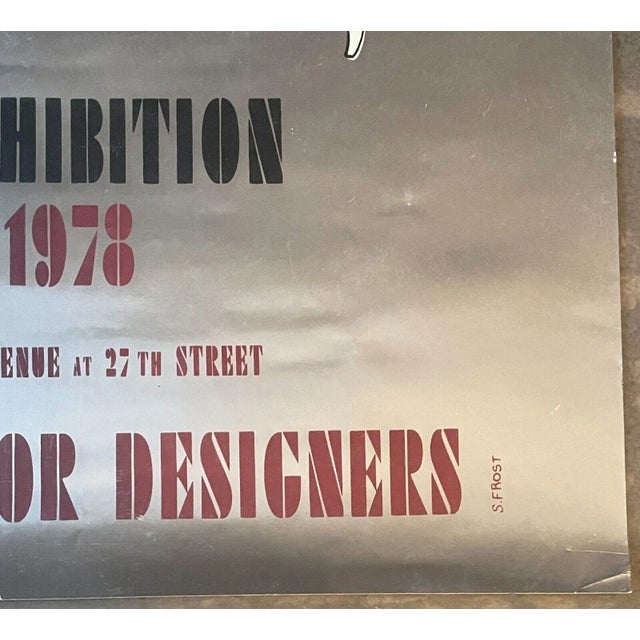 HIBITION
1978
ENUE AT 27TH STREET
OR DESIGNERS
S. FROST